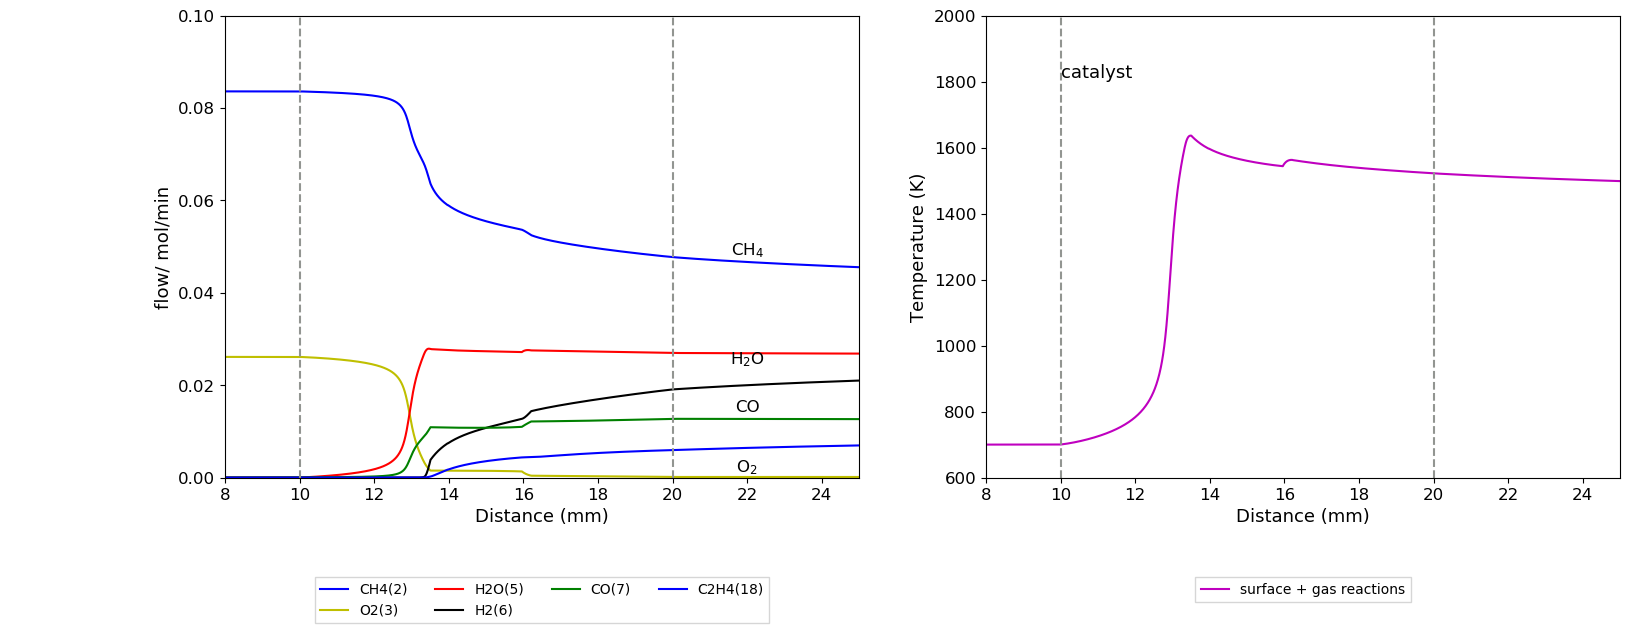 0.10
0.08
0.06
0.04
0.02
0.00
flow/ mol/min
CH₄
H₂O
CO
O₂
8 10 12 14 16 18 20 22 24
Distance (mm)
CH4(2) H2O(5) CO(7) C2H4(18)
O2(3) H2(6)
2000
1800
1600
1400
1200
1000
800
600
Temperature (K)
catalyst
8 10 12 14 16 18 20 22 24
Distance (mm)
surface + gas reactions